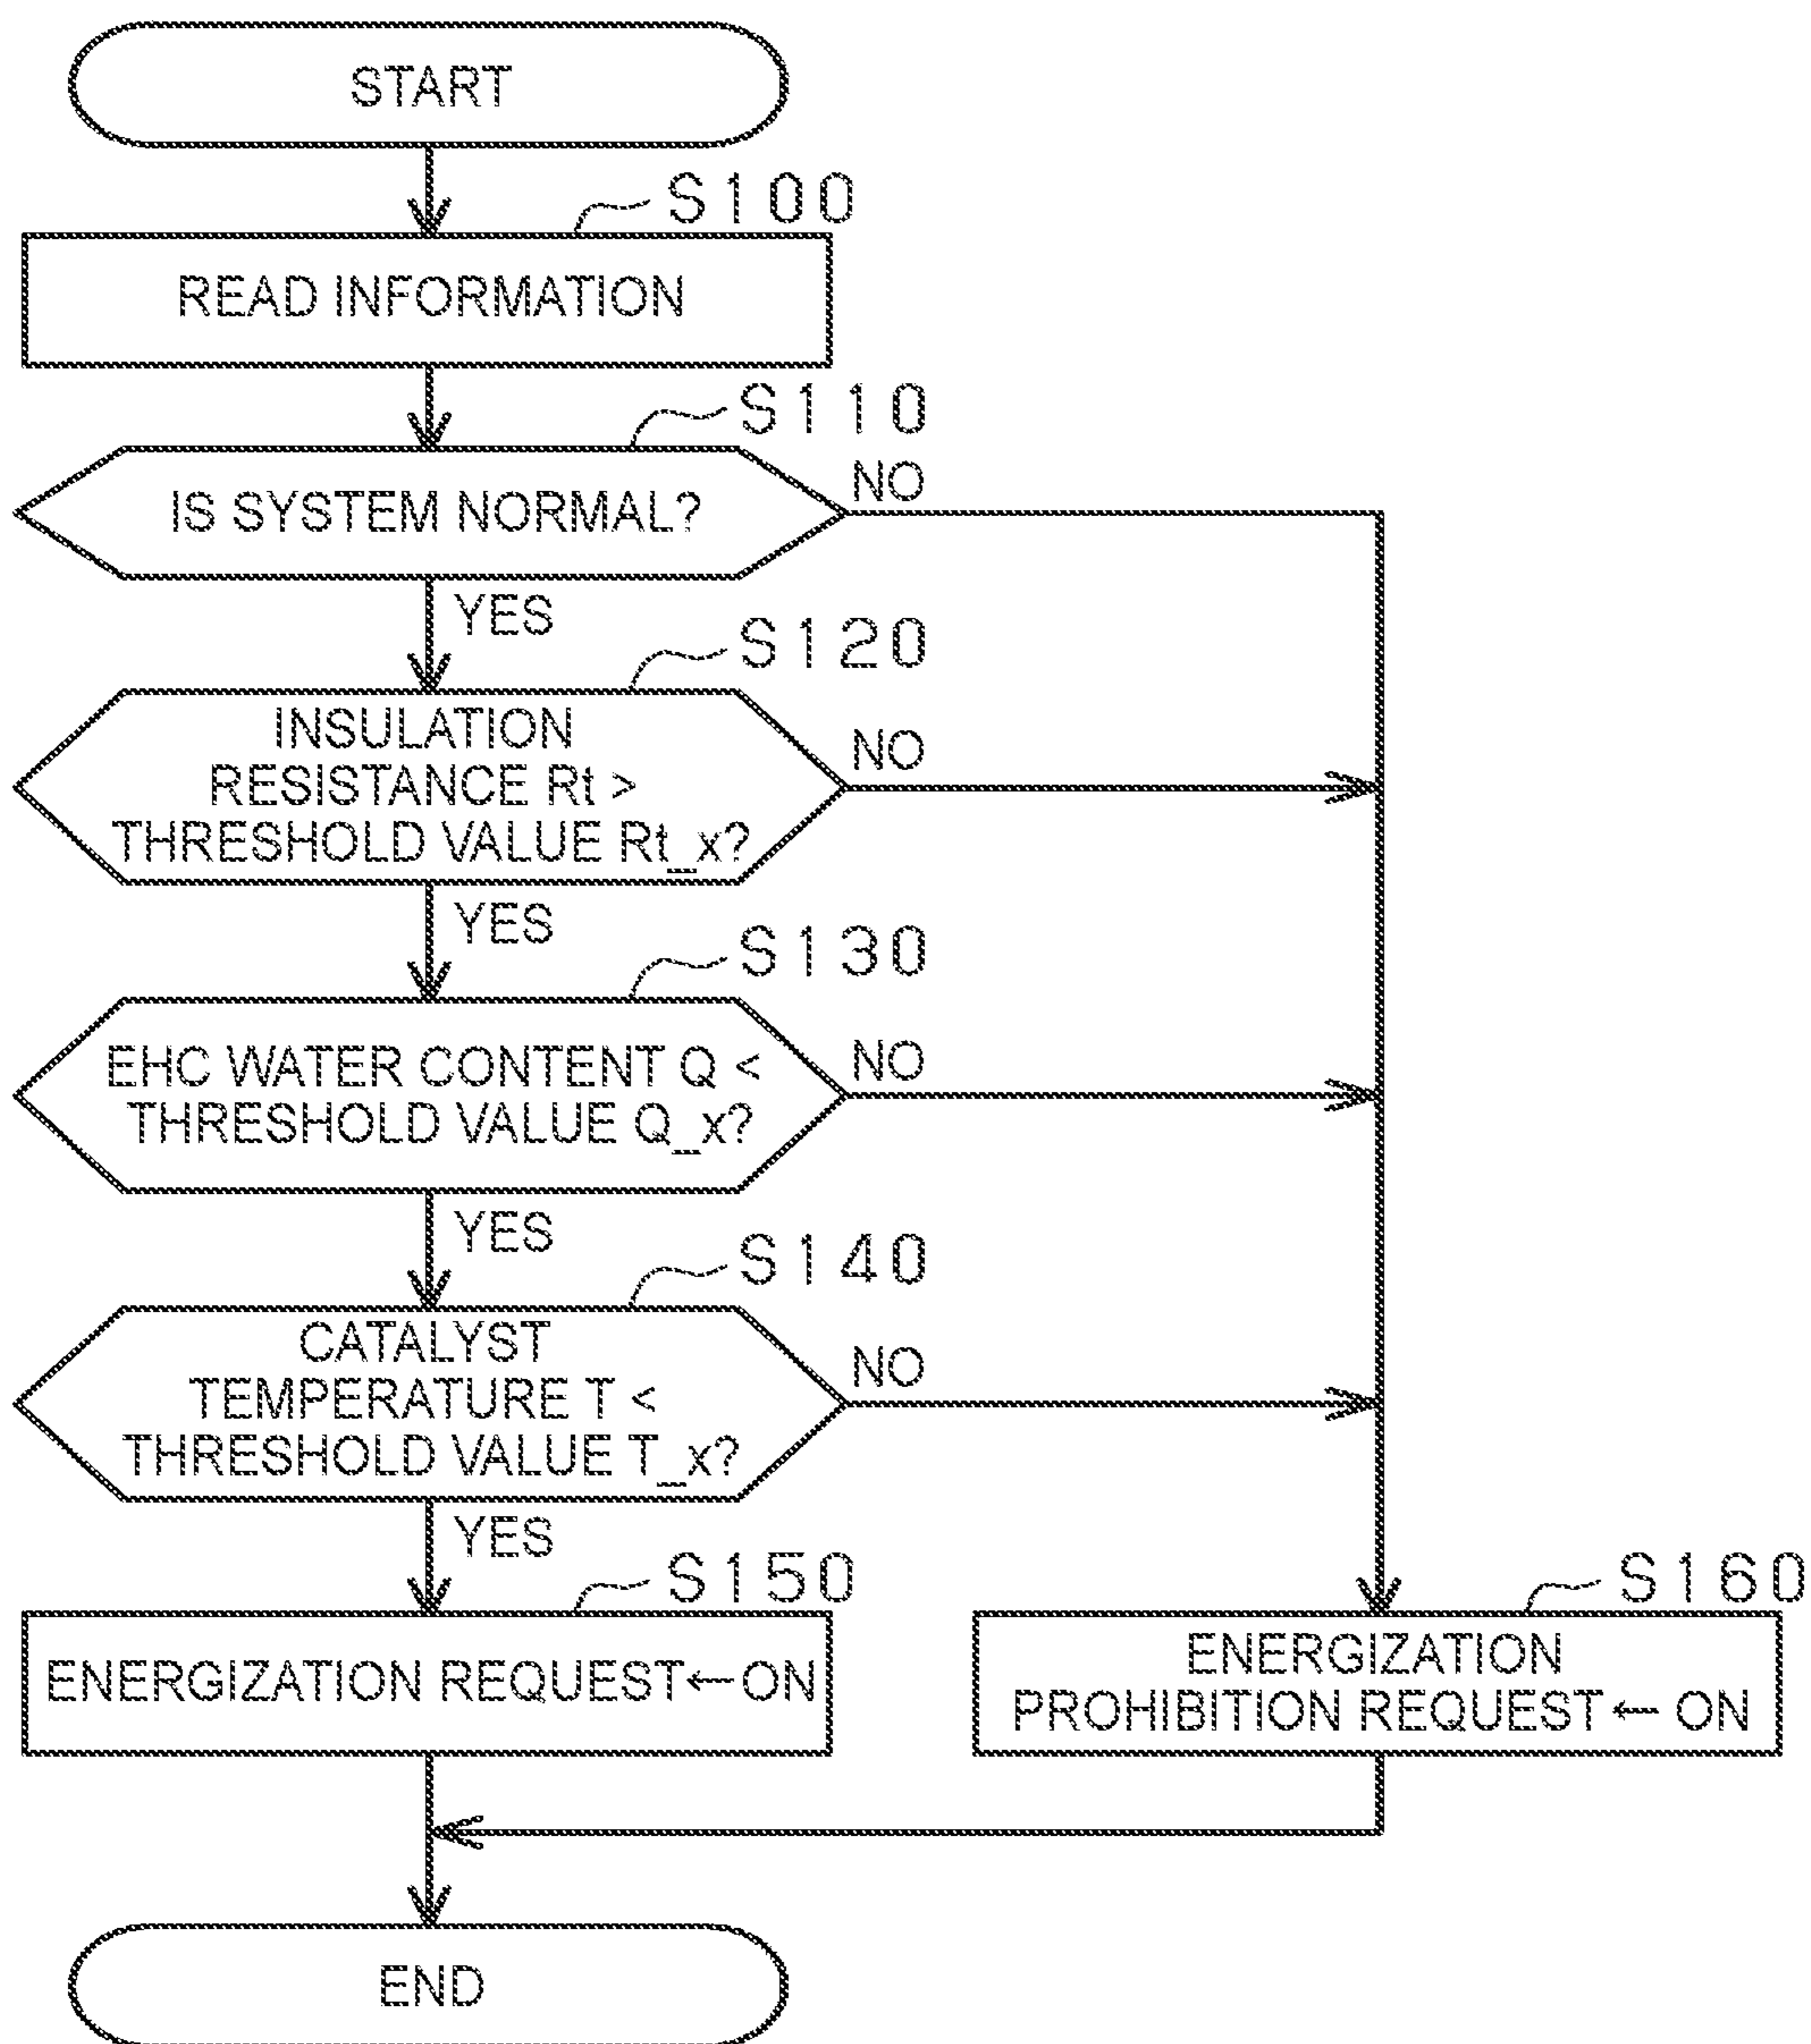 START
S100
READ INFORMATION
S110
IS SYSTEM NORMAL?
NO
YES
S120
INSULATION
RESISTANCE Rt >
THRESHOLD VALUE Rt_x?
NO
YES
S130
EHC WATER CONTENT Q <
THRESHOLD VALUE Q_x?
NO
YES
S140
CATALYST
TEMPERATURE T <
THRESHOLD VALUE T_x?
NO
YES
S150
ENERGIZATION REQUEST←ON
S160
ENERGIZATION
PROHIBITION REQUEST← ON
END